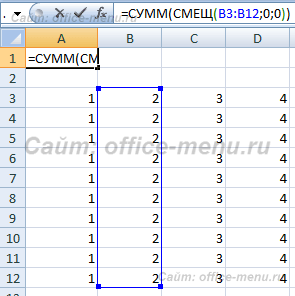 =СУММ(СМЕЩ(B3:B12;0;0))
A B C D
1 =СУММ(СМ
2
3 1 2 3 4
4 1 2 3 4
5 1 2 3 4
6 1 2 3 4
7 1 2 3 4
8 1 2 3 4
9 1 2 3 4
10 1 2 3 4
11 1 2 3 4
12 1 2 3 4
Сайт: office-menu.ru
Сайт: office-menu.ru
Сайт: office-menu.ru